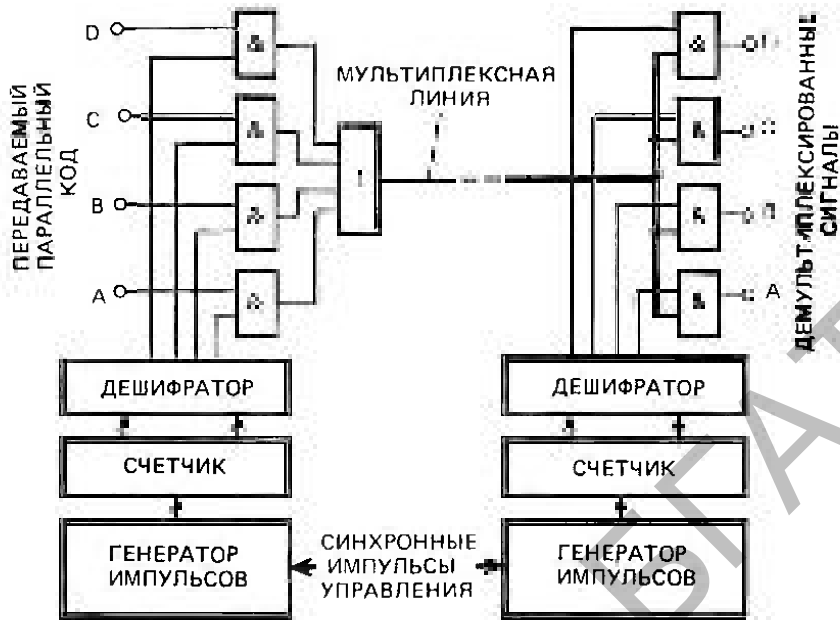 ПЕРЕДАВАЕМЫЙ
ПАРАЛЛЕЛЬНЫЙ
КОД
D
&
C
&
B
&
A
&
1
МУЛЬТИПЛЕКСНАЯ
ЛИНИЯ
&
&
&
&
A
ДЕМУЛЬТИПЛЕКСИРОВАННЫЕ
СИГНАЛЫ
ДЕШИФРАТОР
СЧЕТЧИК
ГЕНЕРАТОР
ИМПУЛЬСОВ
СИНХРОННЫЕ
ИМПУЛЬСЫ
УПРАВЛЕНИЯ
ДЕШИФРАТОР
СЧЕТЧИК
ГЕНЕРАТОР
ИМПУЛЬСОВ
БГАТ